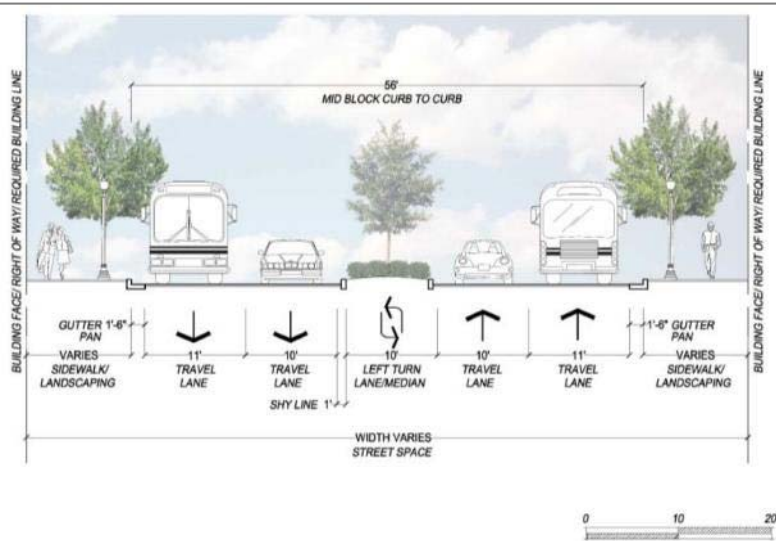 BUILDING FACE/ RIGHT OF WAY/ REQUIRED BUILDING LINE
56'
MID BLOCK CURB TO CURB
BUILDING FACE/ RIGHT OF WAY/ REQUIRED BUILDING LINE
GUTTER 1'-6"
PAN
1'-6" GUTTER
PAN
VARIES
SIDEWALK/
LANDSCAPING
11'
TRAVEL
LANE
10'
TRAVEL
LANE
10'
LEFT TURN
LANE/MEDIAN
10'
TRAVEL
LANE
11'
TRAVEL
LANE
VARIES
SIDEWALK/
LANDSCAPING
SHY LINE 1'
WIDTH VARIES
STREET SPACE
0 10 20